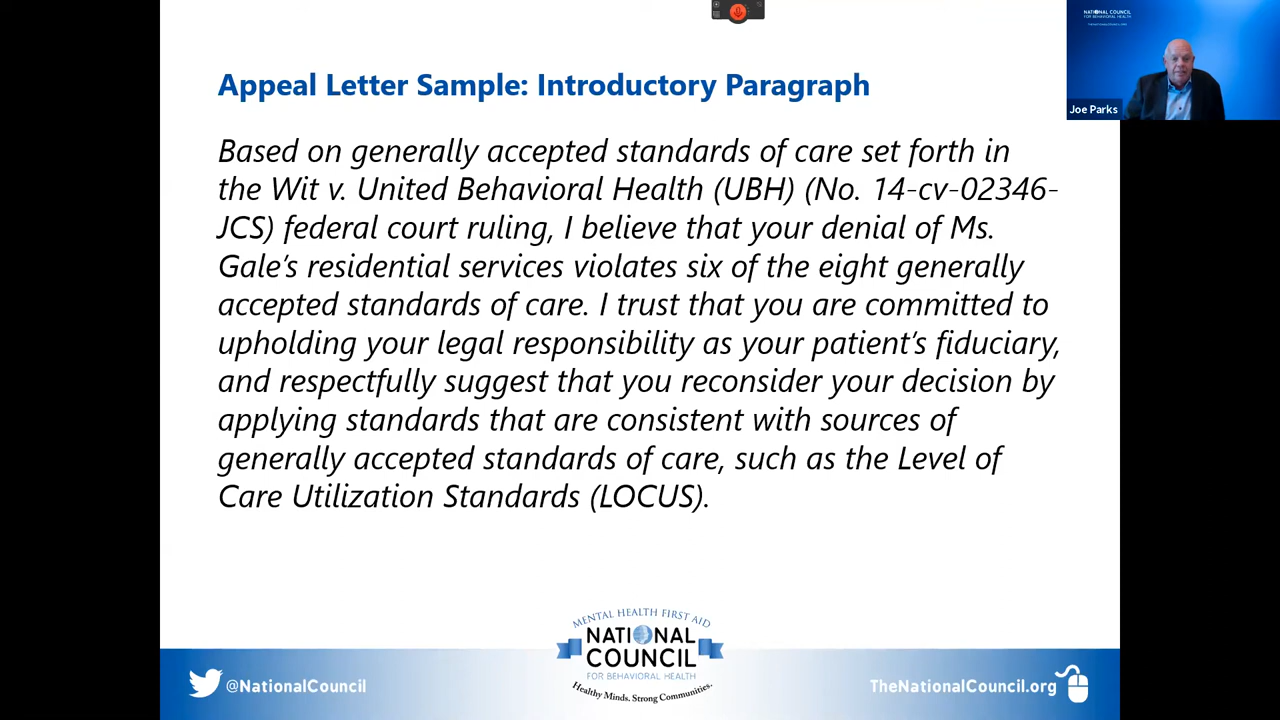 NATIONAL COUNCIL
FOR BEHAVIORAL HEALTH
Joe Parks
Appeal Letter Sample: Introductory Paragraph
Based on generally accepted standards of care set forth in
the Wit v. United Behavioral Health (UBH) (No. 14-cv-02346-
JCS) federal court ruling, I believe that your denial of Ms.
Gale’s residential services violates six of the eight generally
accepted standards of care. I trust that you are committed to
upholding your legal responsibility as your patient’s fiduciary,
and respectfully suggest that you reconsider your decision by
applying standards that are consistent with sources of
generally accepted standards of care, such as the Level of
Care Utilization Standards (LOCUS).
MENTAL HEALTH FIRST AID
NATIONAL
COUNCIL
FOR BEHAVIORAL HEALTH
Healthy Minds. Strong Communities.
@NationalCouncil
TheNationalCouncil.org